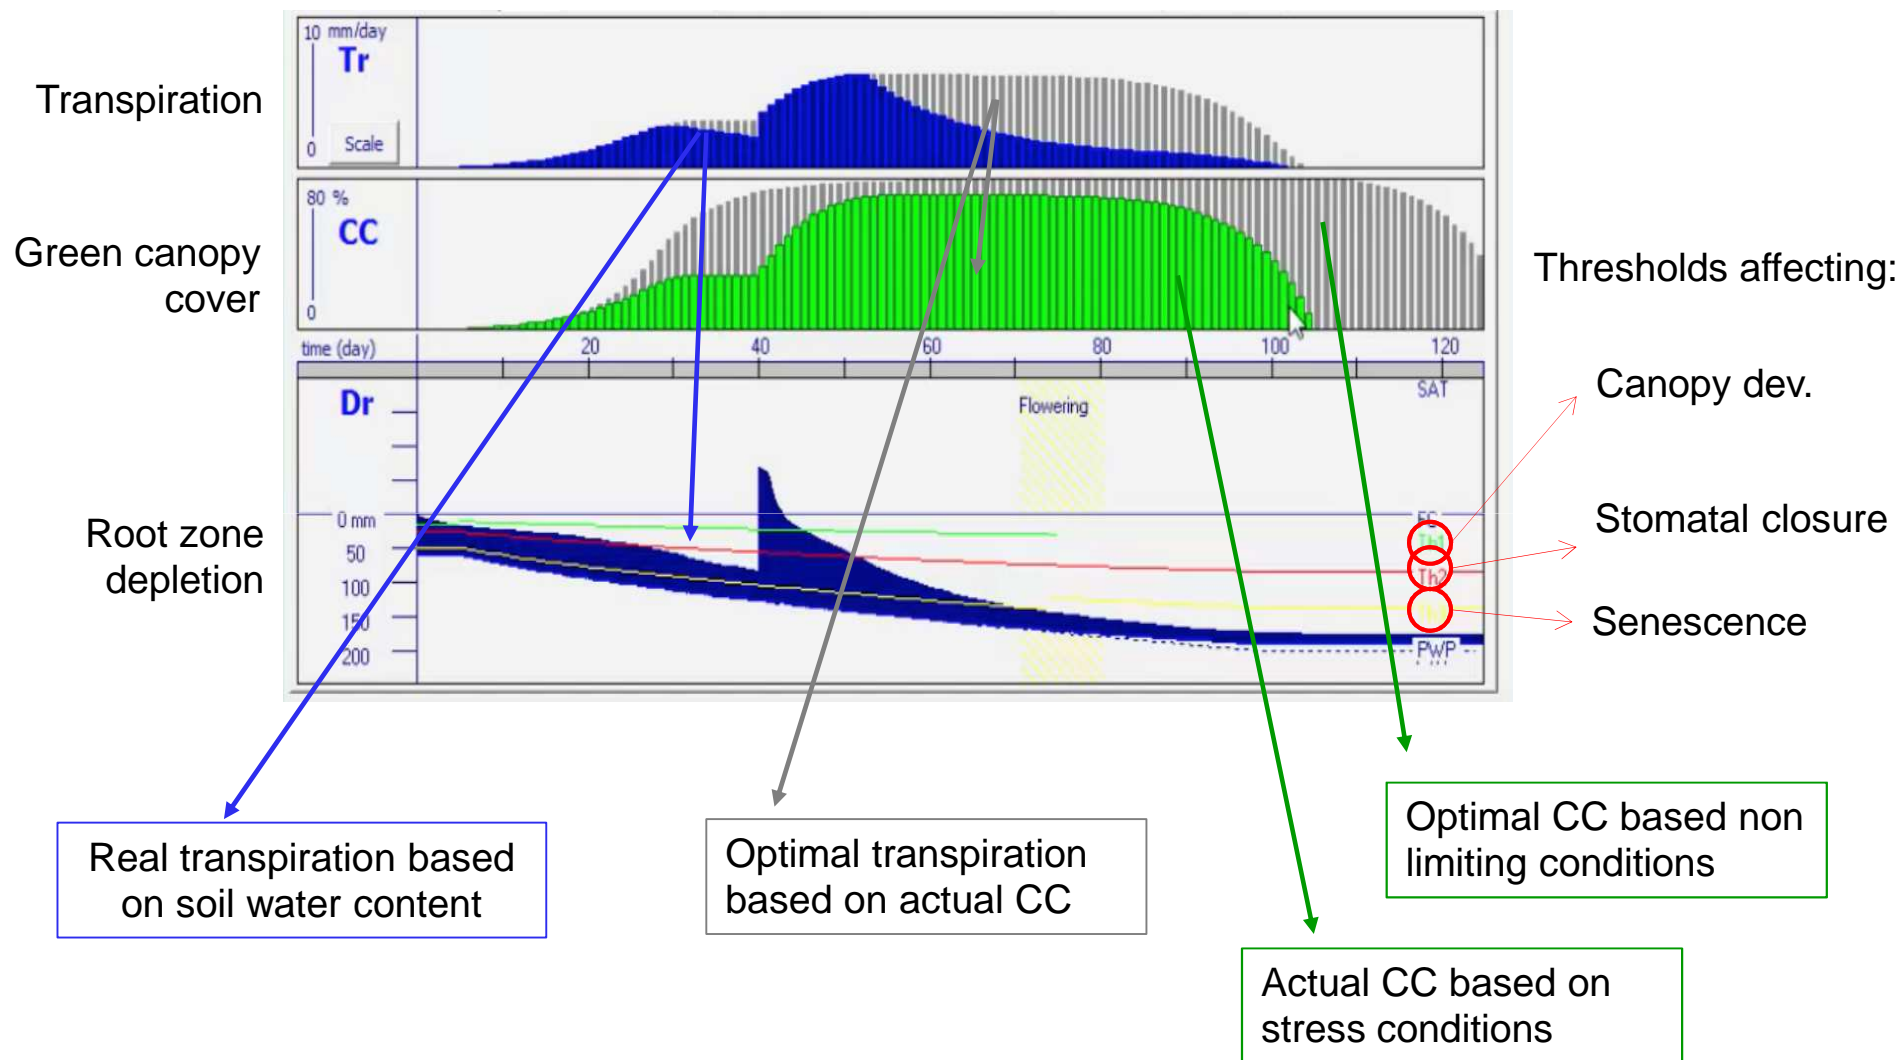 10 mm/day
Tr
0
Scale
Transpiration
80 %
CC
0
Green canopy
cover
time (day)
20
40
60
80
100
120
Thresholds affecting:
Dr
Flowering
SAT
Canopy dev.
0 mm
50
100
150
200
Root zone
depletion
Th1
Th2
PWP
Stomatal closure
Senescence
Real transpiration based
on soil water content
Optimal transpiration
based on actual CC
Optimal CC based non
limiting conditions
Actual CC based on
stress conditions